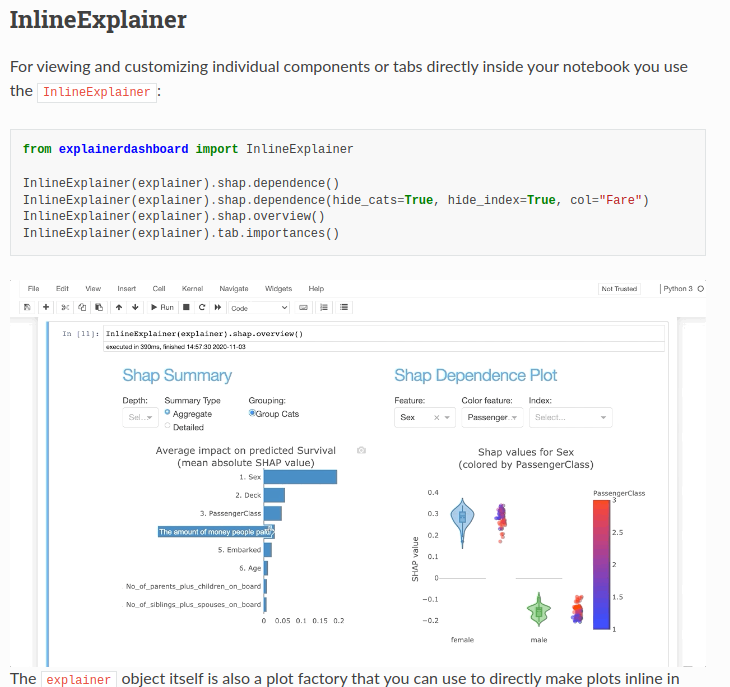 InlineExplainer
For viewing and customizing individual components or tabs directly inside your notebook you use
the InlineExplainer :
from explainerdashboard import InlineExplainer
InlineExplainer(explainer).shap.dependence()
InlineExplainer(explainer).shap.dependence(hide_cats=True, hide_index=True, col="Fare")
InlineExplainer(explainer).shap.overview()
InlineExplainer(explainer).tab.importances()
File Edit View Insert Cell Kernel Navigate Widgets Help Not Trusted Python 3
Run Code
In [11]: InlineExplainer(explainer).shap.overview()
executed in 390ms, finished 14:57:30 2020-11-03
Shap Summary
Depth: Summary Type Grouping:
Sel... Aggregate Group Cats
Detailed
Average impact on predicted Survival
(mean absolute SHAP value)
1. Sex
2. Deck
3. PassengerClass
The amount of money people paid
5. Embarked
6. Age
No_of_parents_plus_children_on_board
No_of_siblings_plus_spouses_on_board
0 0.05 0.1 0.15 0.2
Shap Dependence Plot
Feature: Color feature: Index:
Sex Passenger... Select...
Shap values for Sex
(colored by PassengerClass)
SHAP value
0.4
0.3
0.2
0.1
0
−0.1
−0.2
female male
PassengerClass
3
2.5
2
1.5
1
The explainer object itself is also a plot factory that you can use to directly make plots inline in